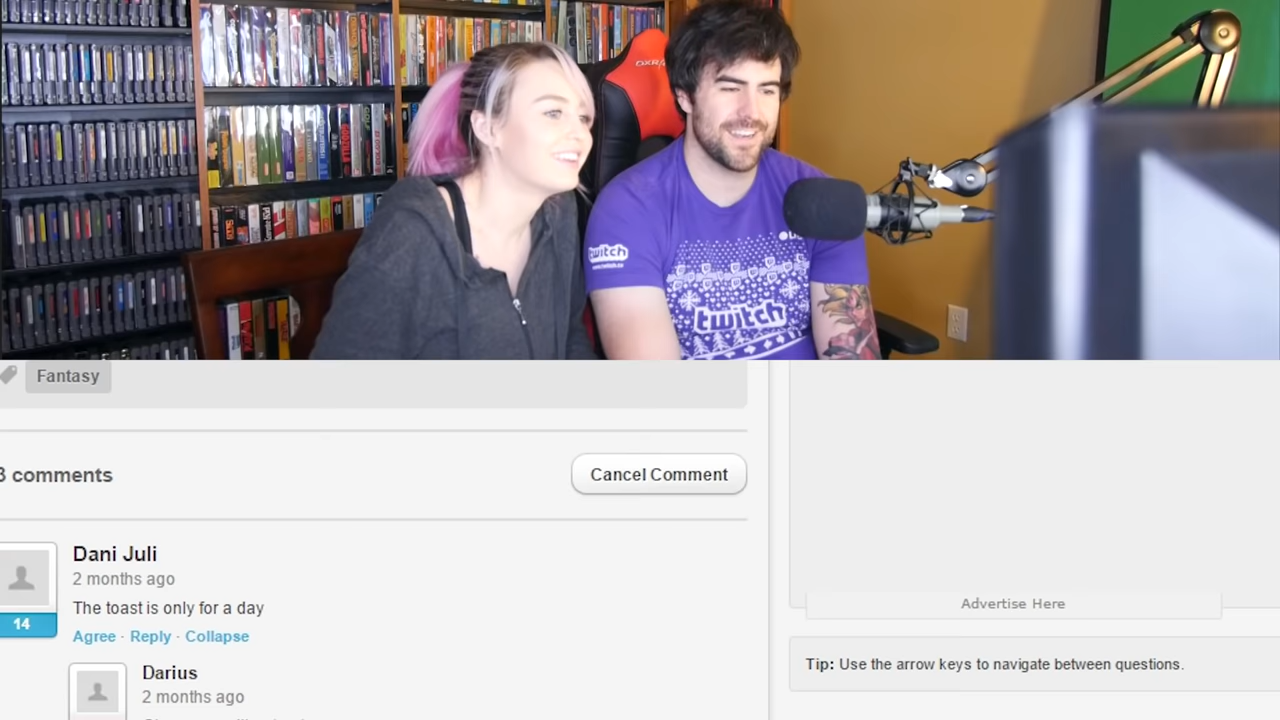 DXR
twitch
twitch
Fantasy
3 comments
Cancel Comment
Dani Juli
2 months ago
The toast is only for a day
14
Agree · Reply · Collapse
Darius
2 months ago
Advertise Here
Tip: Use the arrow keys to navigate between questions.